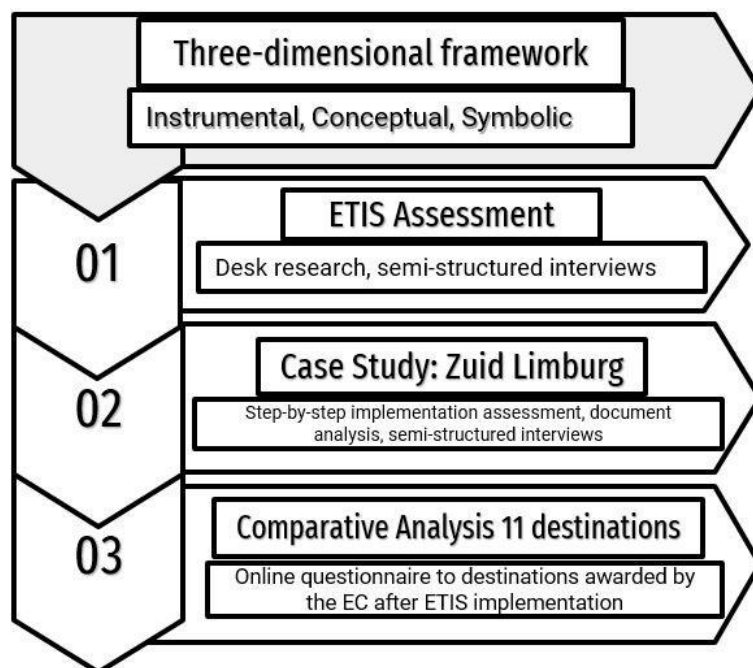 Three-dimensional framework
Instrumental, Conceptual, Symbolic
01
ETIS Assessment
Desk research, semi-structured interviews
02
Case Study: Zuid Limburg
Step-by-step implementation assessment, document
analysis, semi-structured interviews
03
Comparative Analysis 11 destinations
Online questionnaire to destinations awarded by
the EC after ETIS implementation